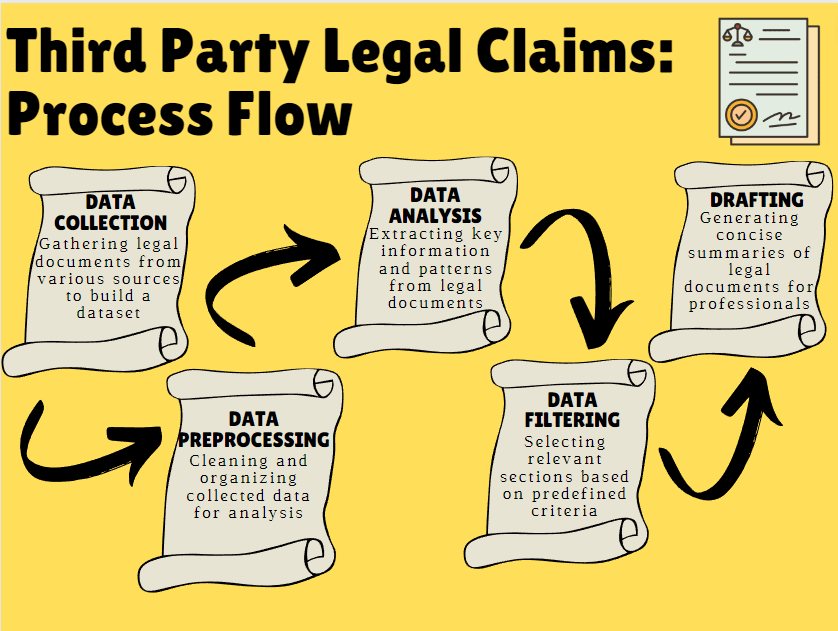 Third Party Legal Claims:
Process Flow
DATA
COLLECTION
Gathering legal
documents from
various sources
to build a
dataset
DATA
PREPROCESSING
Cleaning and
organizing
collected data
for analysis
DATA
ANALYSIS
Extracting key
information
and patterns
from legal
documents
DATA
FILTERING
Selecting
relevant
sections based
on predefined
criteria
DRAFTING
Generating
concise
summaries of
legal
documents for
professionals